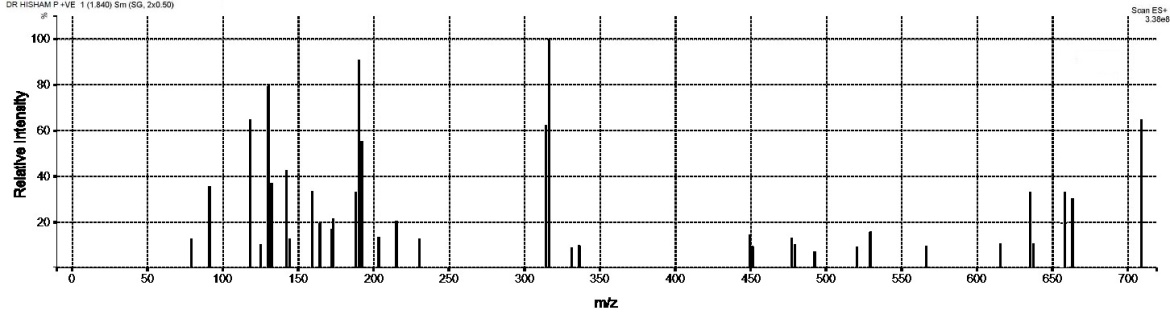 DR HISHAM P +VE 1 (1.840) Sm (SG, 2x0.50)
Scan ES+
3.38e8
%
100
80
60
40
20
Relative Intensity
0 50 100 150 200 250 300 350 400 450 500 550 600 650 700
m/z